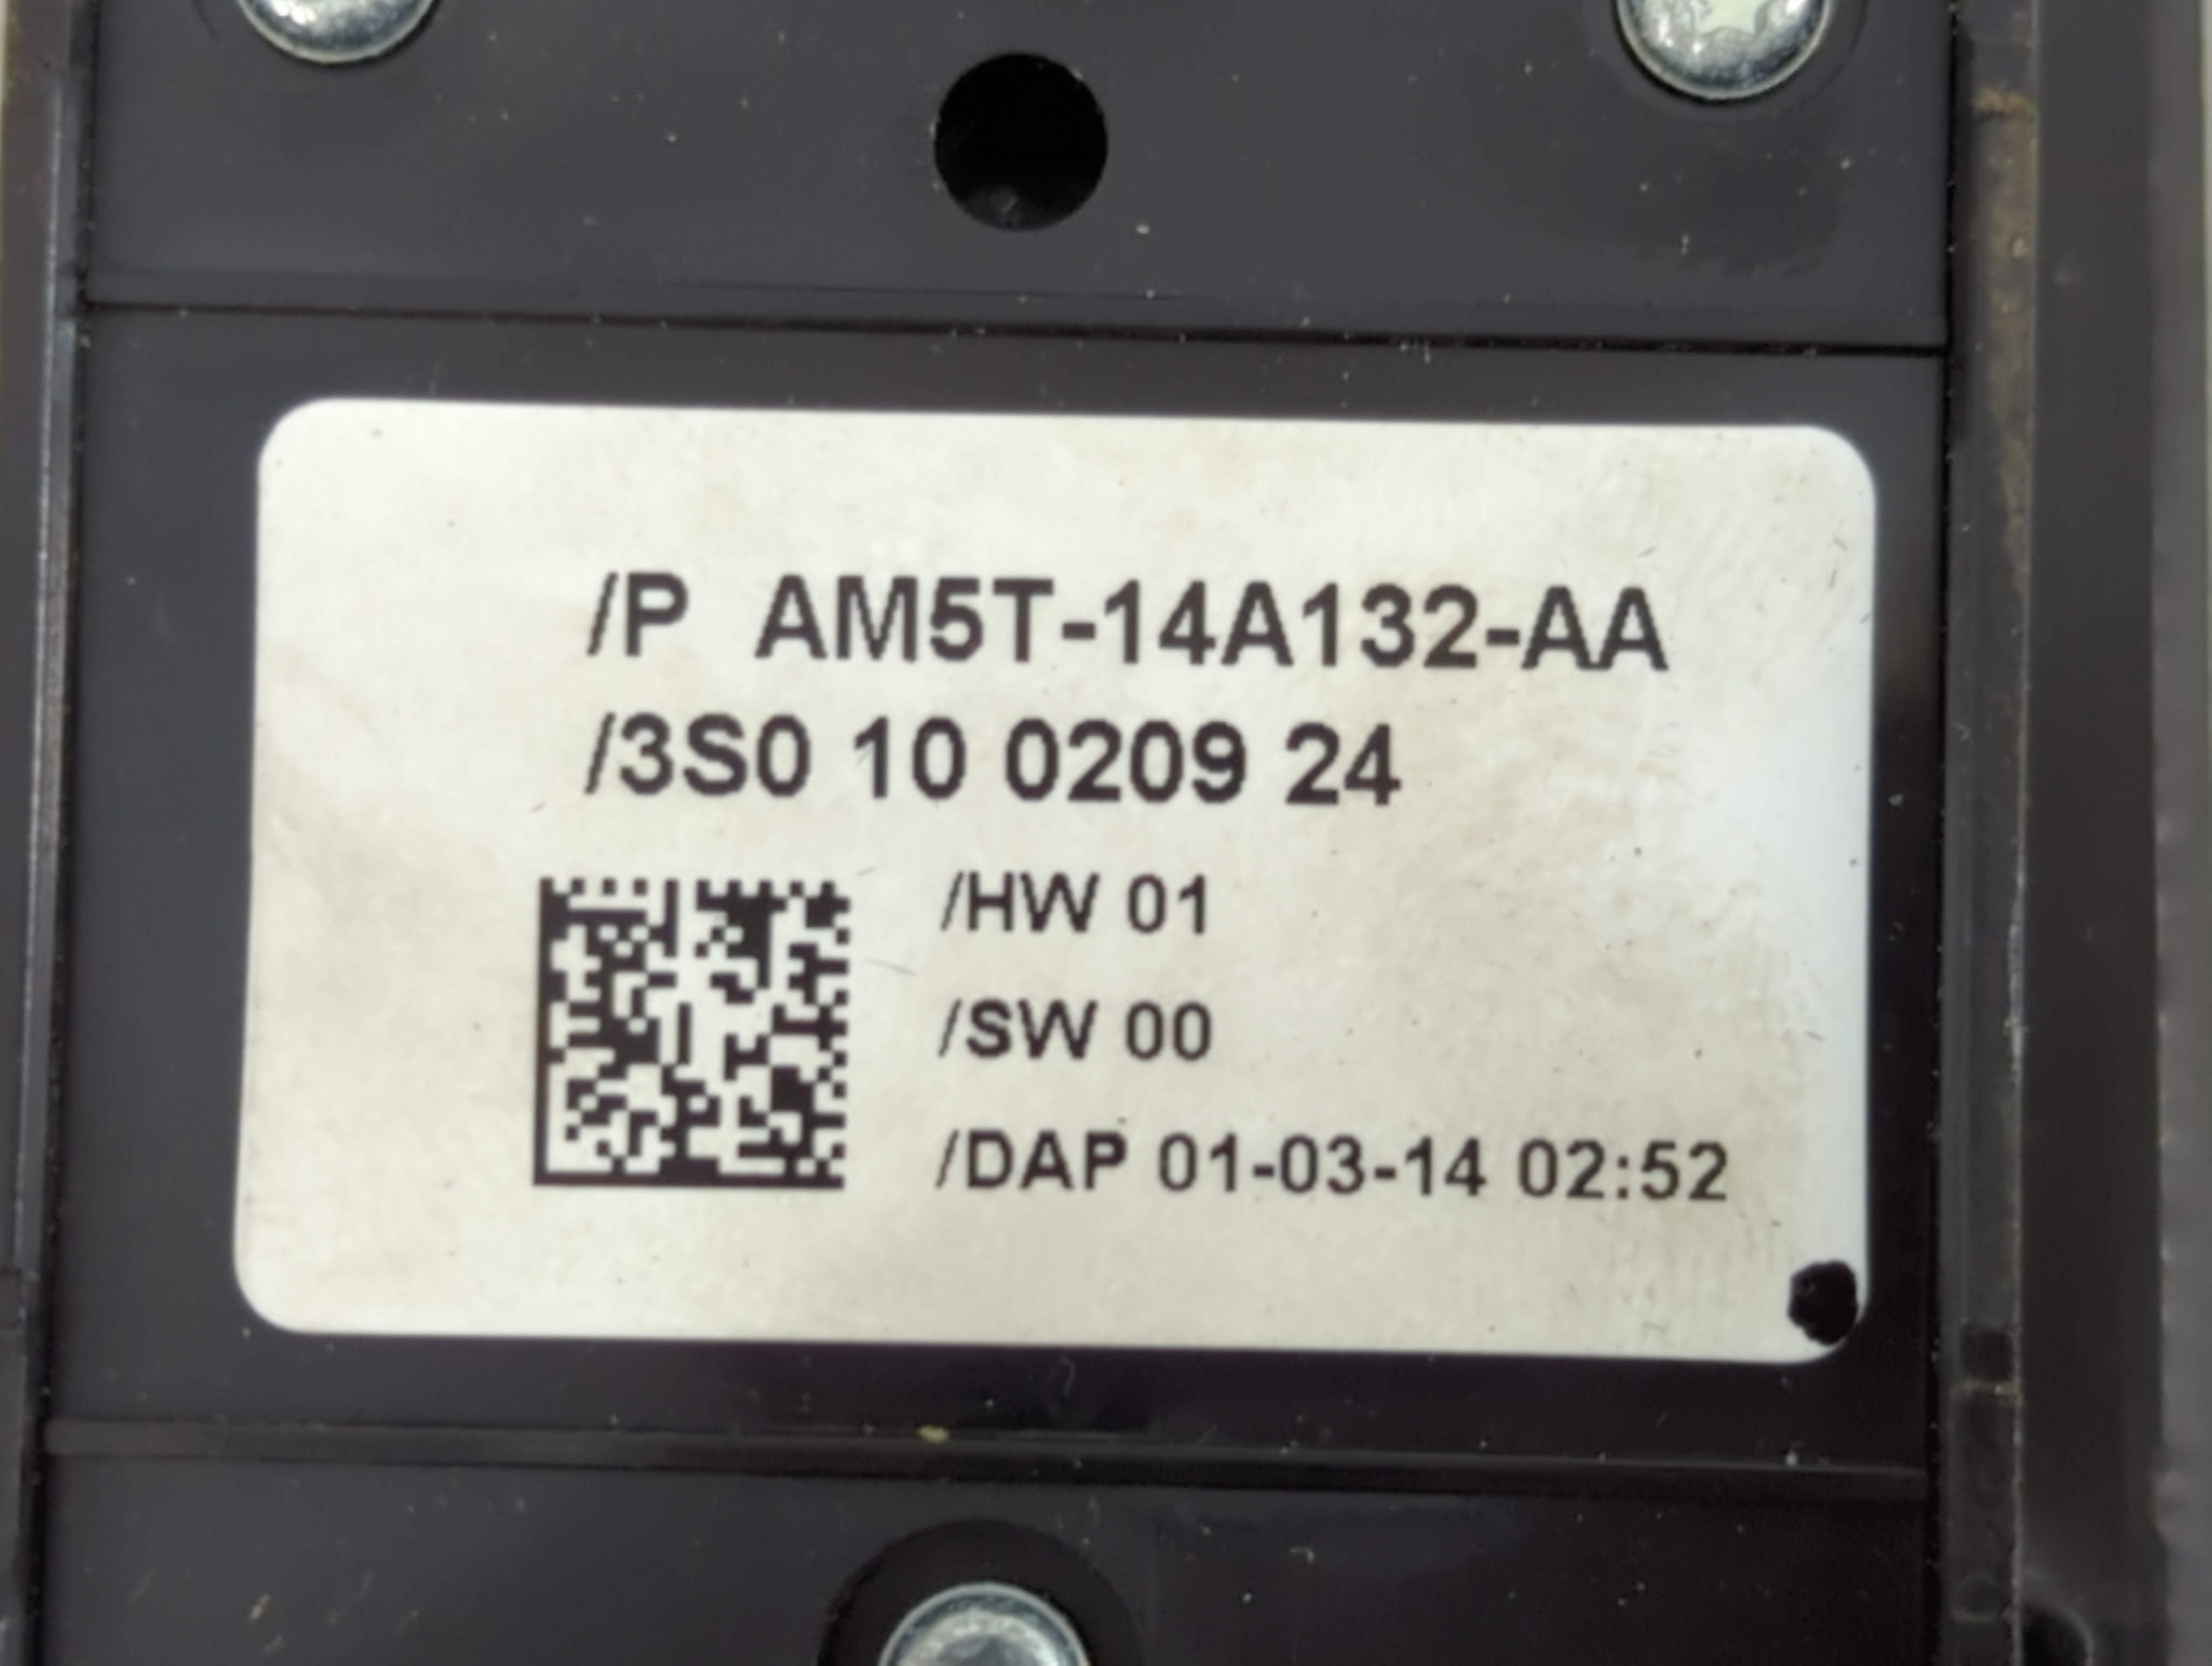 /P AM5T-14A132-AA
/3S0 10 0209 24
/HW 01
/SW 00
/DAP 01-03-14 02:52